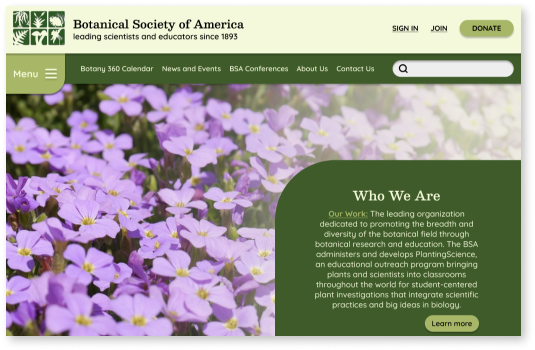 Botanical Society of America
leading scientists and educators since 1893
SIGN IN JOIN DONATE
Menu
Botany 360 Calendar News and Events BSA Conferences About Us Contact Us
Who We Are
Our Work: The leading organization
dedicated to promoting the breadth and
diversity of the botanical field through
botanical research and education. The BSA
administers and develops PlantingScience,
an educational outreach program bringing
plants and scientists into classrooms
throughout the world for student-centered
plant investigations that integrate scientific
practices and big ideas in biology.
Learn more